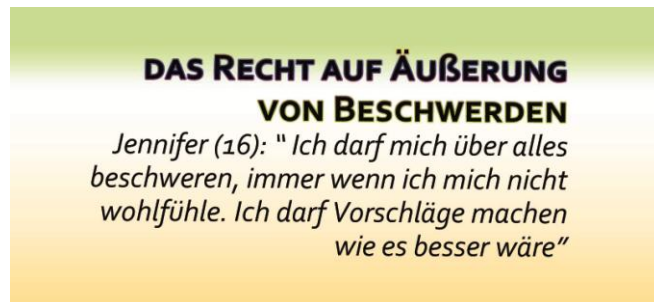 DAS RECHT AUF ÄUßERUNG
VON BESCHWERDEN
Jennifer (16): “ Ich darf mich über alles
beschweren, immer wenn ich mich nicht
wohlfühle. Ich darf Vorschläge machen
wie es besser wäre”